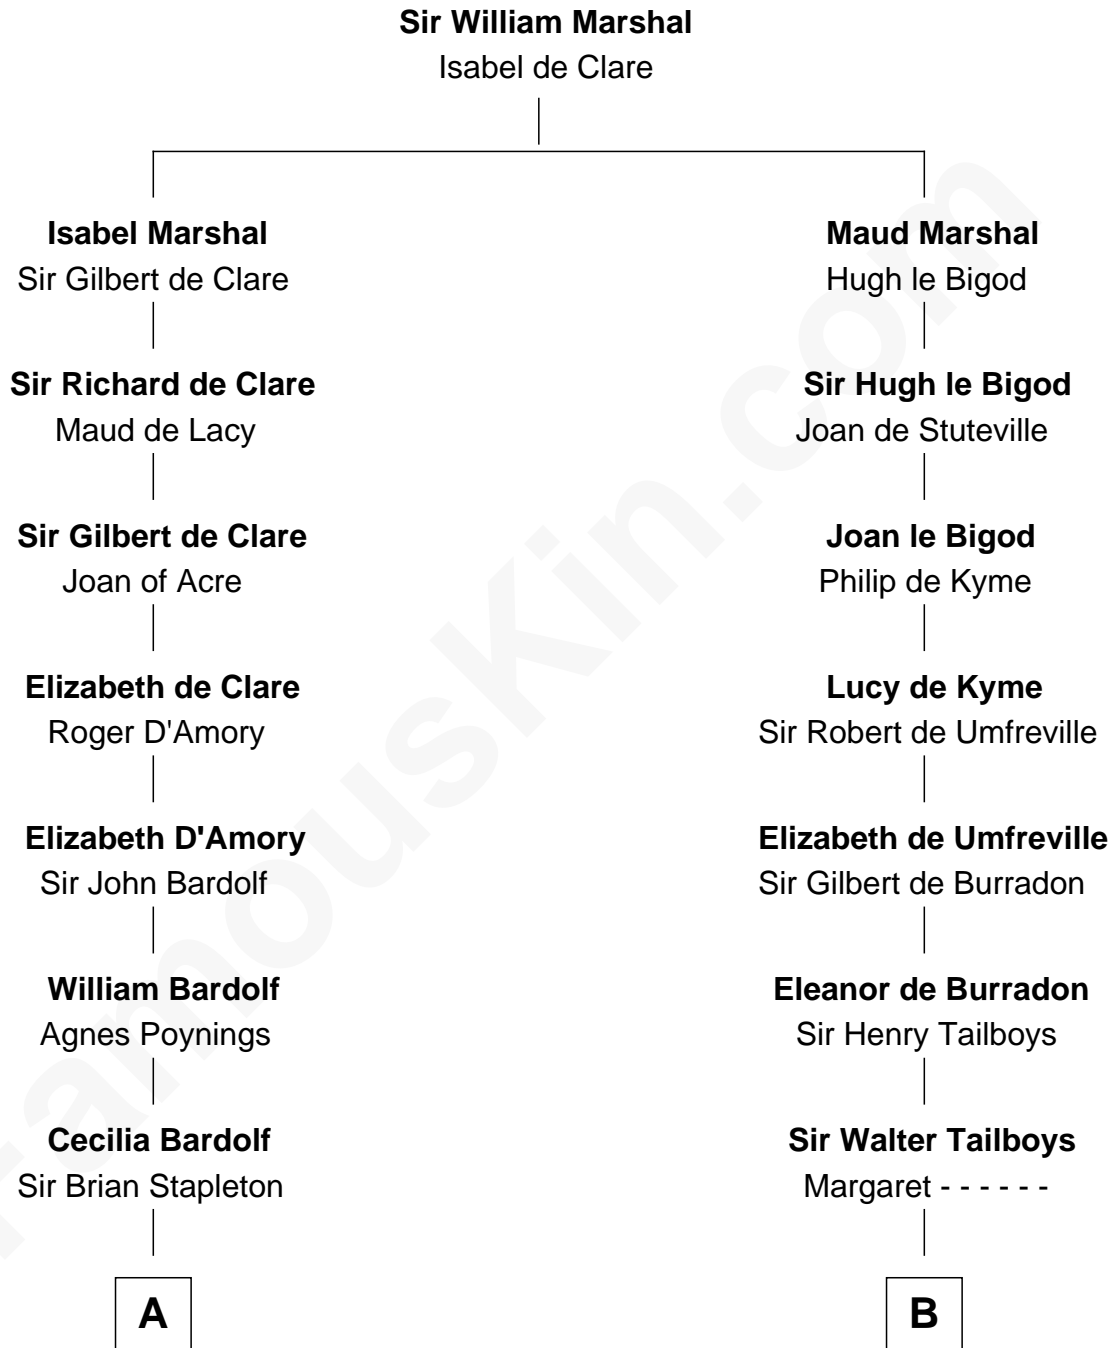 Sir William Marshal
Isabel de Clare
Isabel Marshal
Sir Gilbert de Clare
Maud Marshal
Hugh le Bigod
Sir Richard de Clare
Maud de Lacy
Sir Hugh le Bigod
Joan de Stuteville
Sir Gilbert de Clare
Joan of Acre
Joan le Bigod
Philip de Kyme
Elizabeth de Clare
Roger D'Amory
Lucy de Kyme
Sir Robert de Umfreville
Elizabeth D'Amory
Sir John Bardolf
Elizabeth de Umfreville
Sir Gilbert de Burradon
William Bardolf
Agnes Poynings
Eleanor de Burradon
Sir Henry Tailboys
Cecilia Bardolf
Sir Brian Stapleton
Sir Walter Tailboys
Margaret - - - - - -
A
B
FamousKin.com